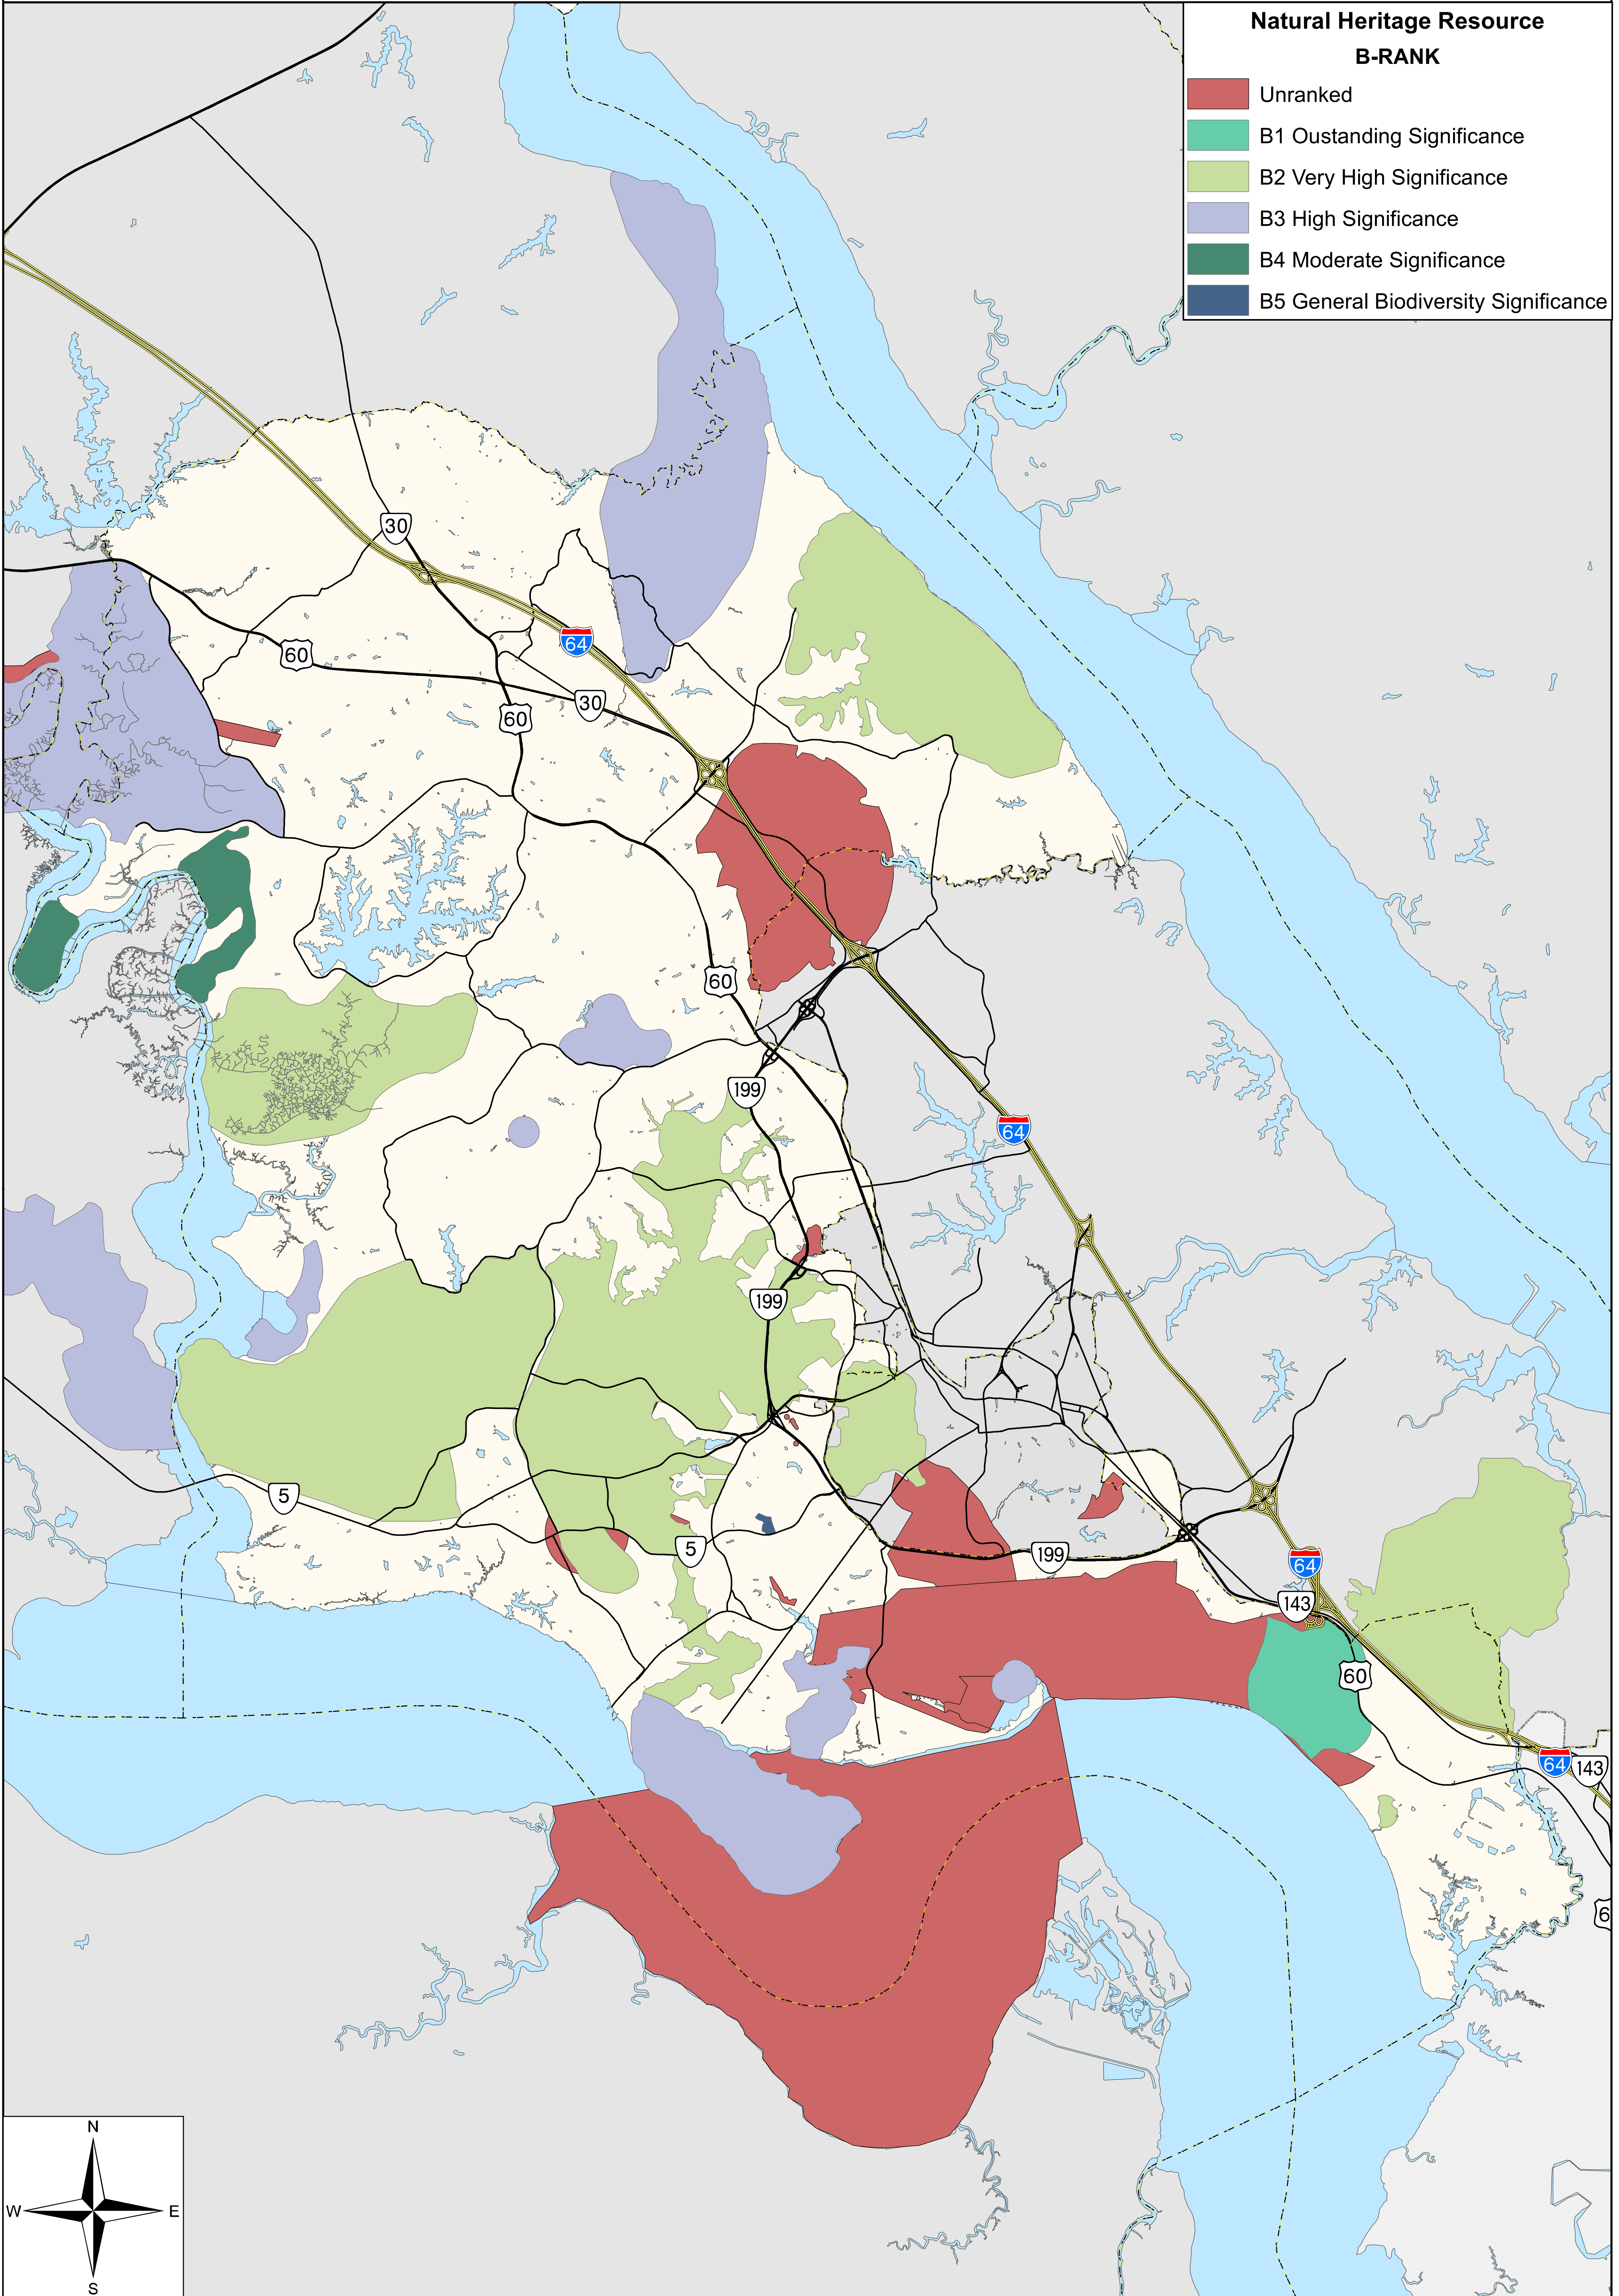 Natural Heritage Resource
B-RANK
Unranked
B1 Oustanding Significance
B2 Very High Significance
B3 High Significance
B4 Moderate Significance
B5 General Biodiversity Significance
30
64
60
30
60
60
199
64
199
5
5
199
64
143
60
64
143
6
N
W
E
S